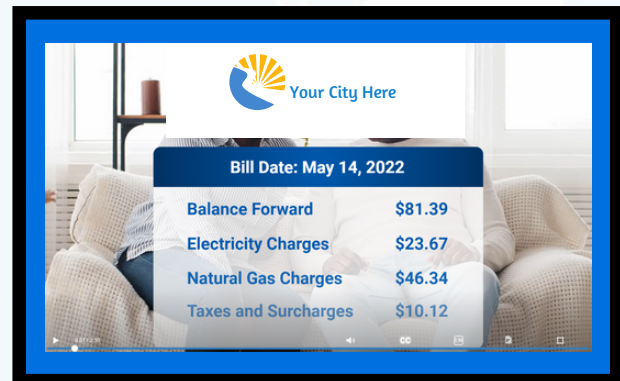 Your City Here
Bill Date: May 14, 2022
Balance Forward $81.39
Electricity Charges $23.67
Natural Gas Charges $46.34
Taxes and Surcharges $10.12
CC